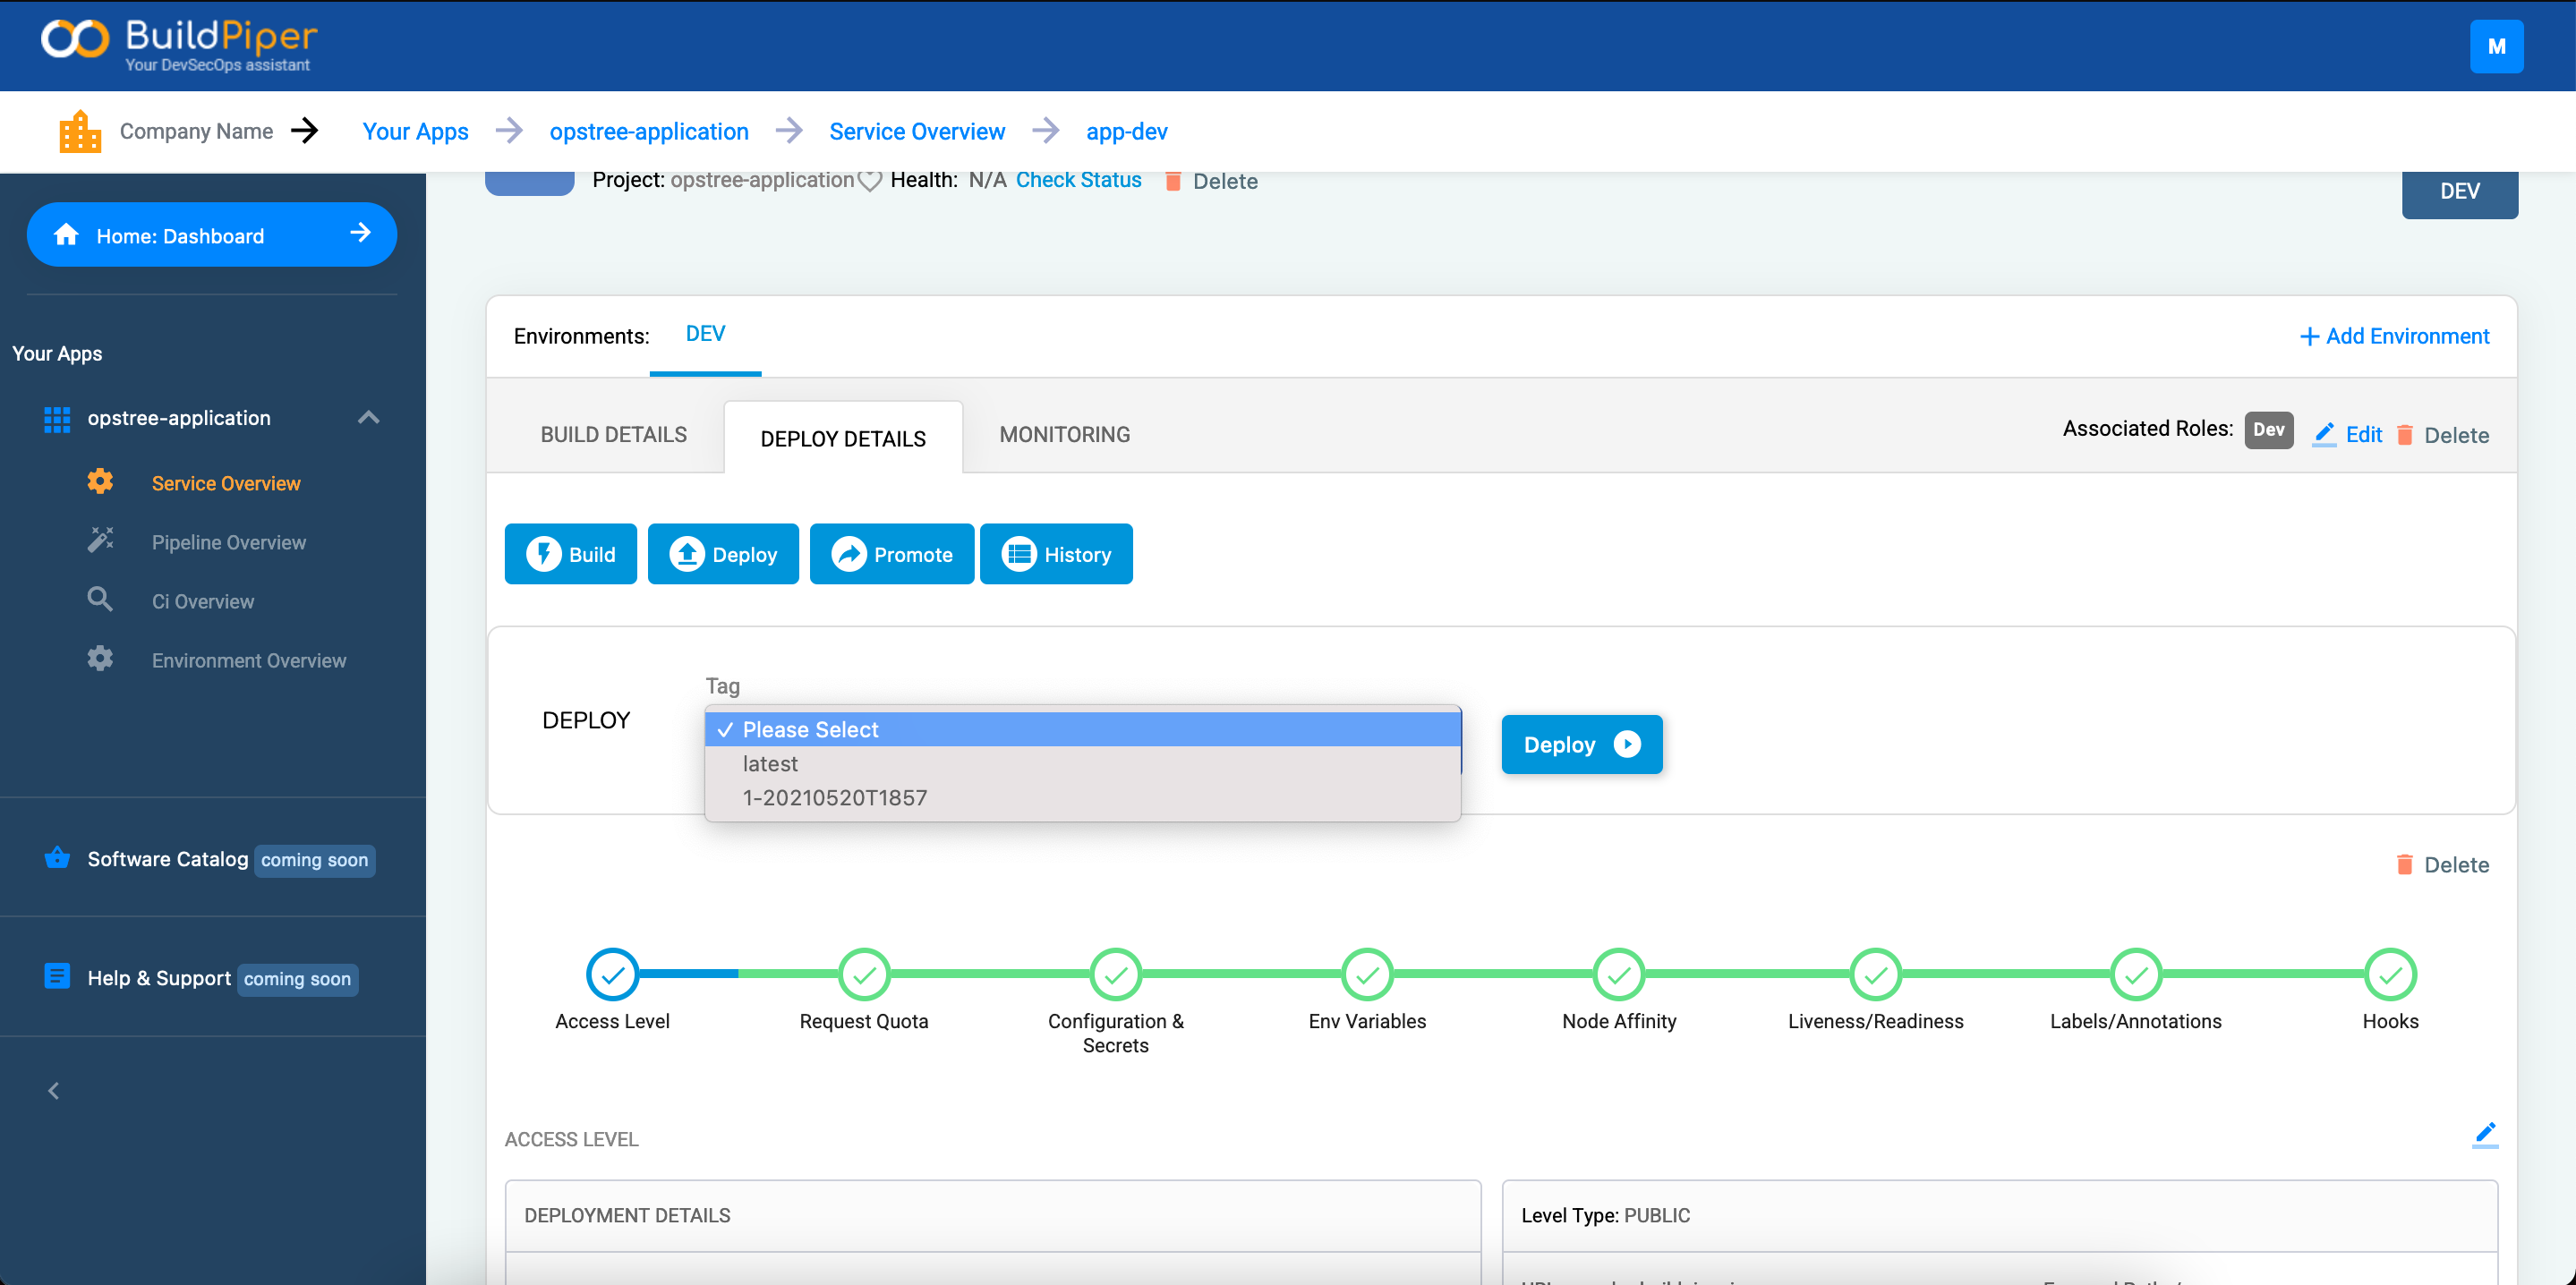 BuildPiper
Your DevSecOps assistant
M
Company Name
Your Apps
opstree-application
Service Overview
app-dev
Project: opstree-application
Health: N/A Check Status
Delete
DEV
Home: Dashboard
Your Apps
opstree-application
Service Overview
Pipeline Overview
Ci Overview
Environment Overview
Software Catalog coming soon
Help & Support coming soon
Environments: DEV
+ Add Environment
BUILD DETAILS
DEPLOY DETAILS
MONITORING
Associated Roles: Dev
Edit
Delete
Build
Deploy
Promote
History
DEPLOY
Tag
✓ Please Select
latest
1-20210520T1857
Deploy
Delete
Access Level
Request Quota
Configuration &
Secrets
Env Variables
Node Affinity
Liveness/Readiness
Labels/Annotations
Hooks
ACCESS LEVEL
DEPLOYMENT DETAILS
Level Type: PUBLIC